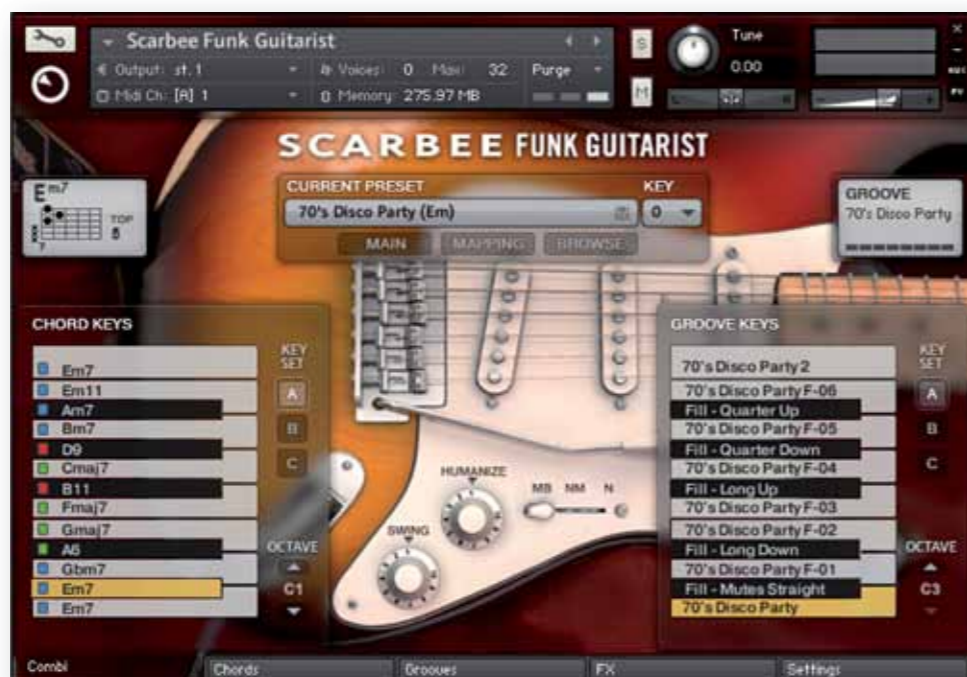 Scarbee Funk Guitarist
Output: st. 1
Voices: 0 Max: 32 Purge
Midi Ch: [A] 1
Memory: 275.97 MB
S
M
Tune
0.00
SCARBEE FUNK GUITARIST
CURRENT PRESET
KEY
70's Disco Party (Em)
0
MAIN
MAPPING
BROWSE
Em7
TOP
8
7
GROOVE
70's Disco Party
CHORD KEYS
Em7
Em11
Am7
Bm7
D9
Cmaj7
B11
Fmaj7
Gmaj7
A6
Gbm7
Em7
Em7
KEY
SET
A
B
C
OCTAVE
C1
HUMANIZE
SWING
MB NM N
GROOVE KEYS
70's Disco Party 2
70's Disco Party F-06
Fill - Quarter Up
70's Disco Party F-05
Fill - Quarter Down
70's Disco Party F-04
Fill - Long Up
70's Disco Party F-03
70's Disco Party F-02
Fill - Long Down
70's Disco Party F-01
Fill - Mutes Straight
70's Disco Party
KEY
SET
A
B
C
OCTAVE
C3
Combi
Chords
Grooves
FX
Settings